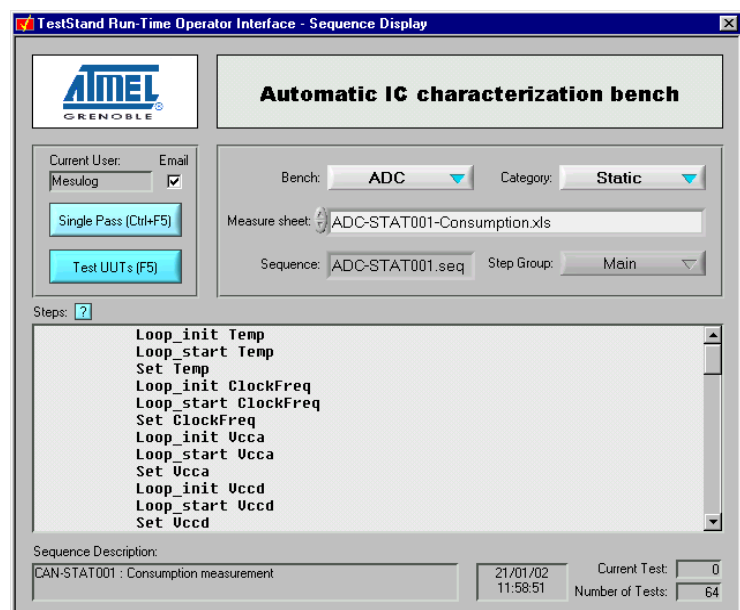 TestStand Run-Time Operator Interface - Sequence Display
ATMEL
GRENOBLE
Automatic IC characterization bench
Current User: Email
Mesulog
Single Pass (Ctrl+F5)
Test UUTs (F5)
Bench: ADC Category: Static
Measure sheet: ADC-STAT001-Consumption.xls
Sequence: ADC-STAT001.seq Step Group: Main
Steps: ?
Loop_init Temp
Loop_start Temp
Set Temp
Loop_init ClockFreq
Loop_start ClockFreq
Set ClockFreq
Loop_init Vcca
Loop_start Vcca
Set Vcca
Loop_init Vccd
Loop_start Vccd
Set Vccd
Sequence Description:
CAN-STAT001 : Consumption measurement
21/01/02
11:58:51
Current Test: 0
Number of Tests: 64